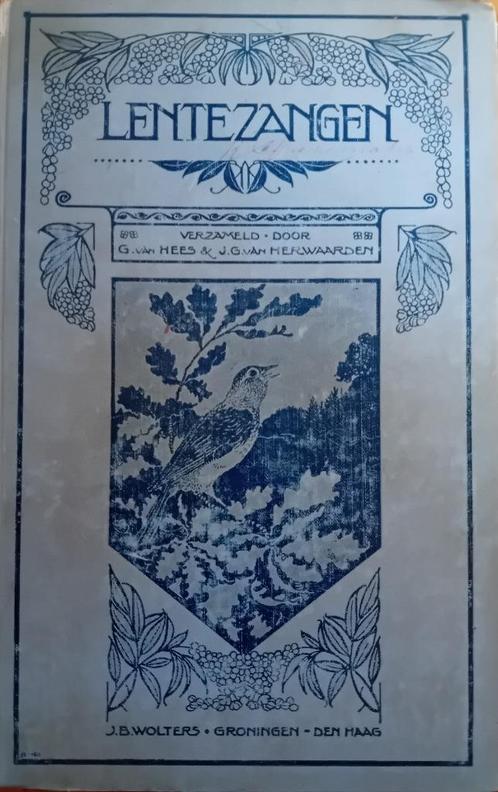 LENTEZANGEN
VERZAMELD · DOOR
G. VAN HEES & J.G. VAN HERWAARDEN
J.B. WOLTERS · GRONINGEN – DEN HAAG